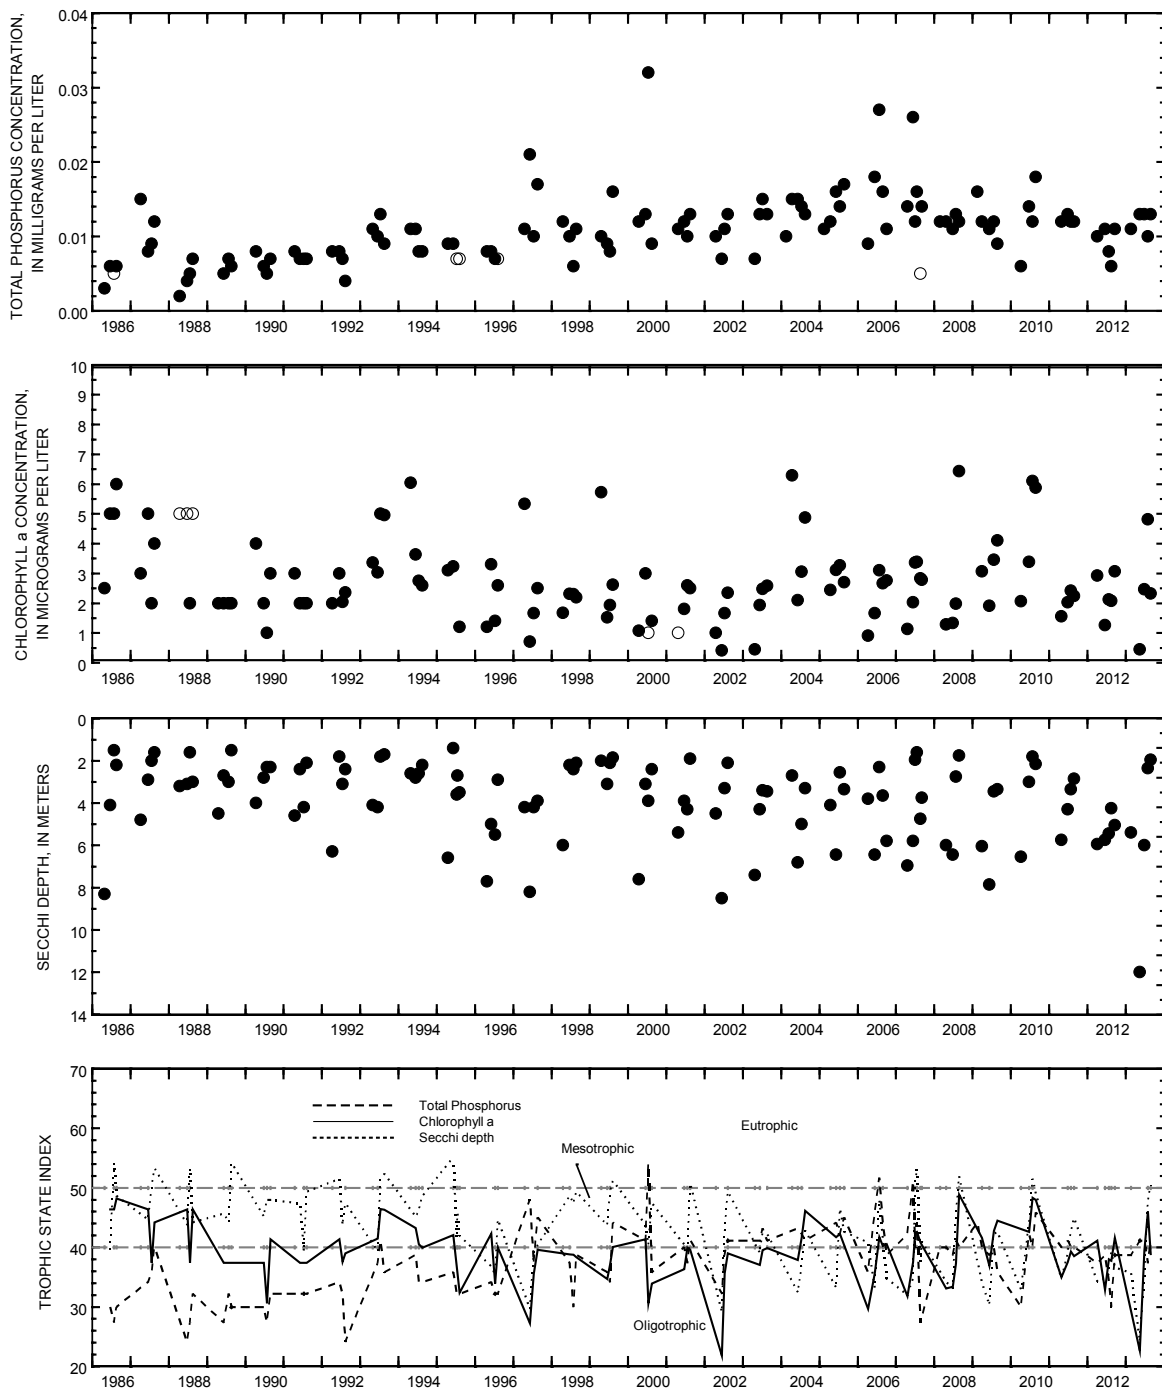 TOTAL PHOSPHORUS CONCENTRATION,
IN MILLIGRAMS PER LITER
0.04
0.03
0.02
0.01
0.00
1986 1988 1990 1992 1994 1996 1998 2000 2002 2004 2006 2008 2010 2012
CHLOROPHYLL a CONCENTRATION,
IN MICROGRAMS PER LITER
10
9
8
7
6
5
4
3
2
1
0
1986 1988 1990 1992 1994 1996 1998 2000 2002 2004 2006 2008 2010 2012
SECCHI DEPTH, IN METERS
0
2
4
6
8
10
12
14
1986 1988 1990 1992 1994 1996 1998 2000 2002 2004 2006 2008 2010 2012
TROPHIC STATE INDEX
70
60
50
40
30
20
Total Phosphorus
Chlorophyll a
Secchi depth
Eutrophic
Mesotrophic
Oligotrophic
1986 1988 1990 1992 1994 1996 1998 2000 2002 2004 2006 2008 2010 2012